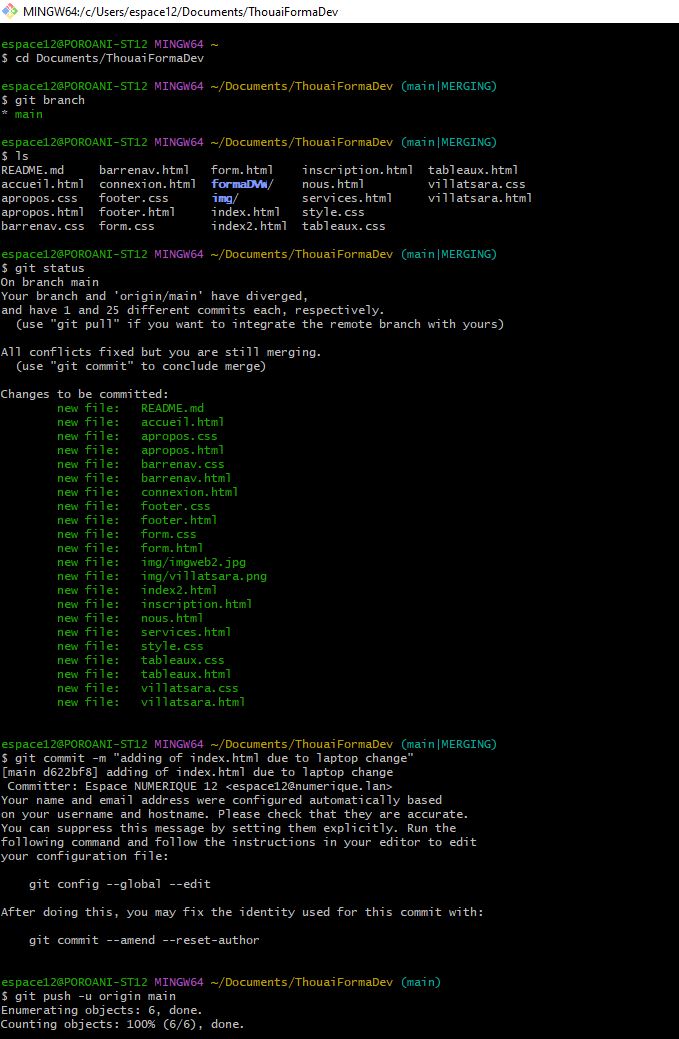 MINGW64:/c/Users/espace12/Documents/ThouaiFormaDev
espace12@POROANI-ST12 MINGW64 ~
$ cd Documents/ThouaiFormaDev
espace12@POROANI-ST12 MINGW64 ~/Documents/ThouaiFormaDev (main|MERGING)
$ git branch
* main
espace12@POROANI-ST12 MINGW64 ~/Documents/ThouaiFormaDev (main|MERGING)
$ ls
README.md     barrenav.html   form.html    inscription.html  tableaux.html
accueil.html  connexion.html  formaDVW/    nous.html         villatsara.css
apropos.css   footer.css      img/         services.html     villatsara.html
apropos.html  footer.html     index.html   style.css
barrenav.css  form.css        index2.html  tableaux.css
espace12@POROANI-ST12 MINGW64 ~/Documents/ThouaiFormaDev (main|MERGING)
$ git status
On branch main
Your branch and 'origin/main' have diverged,
and have 1 and 25 different commits each, respectively.
  (use "git pull" if you want to integrate the remote branch with yours)
All conflicts fixed but you are still merging.
  (use "git commit" to conclude merge)
Changes to be committed:
        new file:   README.md
        new file:   accueil.html
        new file:   apropos.css
        new file:   apropos.html
        new file:   barrenav.css
        new file:   barrenav.html
        new file:   connexion.html
        new file:   footer.css
        new file:   footer.html
        new file:   form.css
        new file:   form.html
        new file:   img/imgweb2.jpg
        new file:   img/villatsara.png
        new file:   index2.html
        new file:   inscription.html
        new file:   nous.html
        new file:   services.html
        new file:   style.css
        new file:   tableaux.css
        new file:   tableaux.html
        new file:   villatsara.css
        new file:   villatsara.html
espace12@POROANI-ST12 MINGW64 ~/Documents/ThouaiFormaDev (main|MERGING)
$ git commit -m "adding of index.html due to laptop change"
[main d622bf8] adding of index.html due to laptop change
 Committer: Espace NUMERIQUE 12 <espace12@numerique.lan>
Your name and email address were configured automatically based
on your username and hostname. Please check that they are accurate.
You can suppress this message by setting them explicitly. Run the
following command and follow the instructions in your editor to edit
your configuration file:
    git config --global --edit
After doing this, you may fix the identity used for this commit with:
    git commit --amend --reset-author
espace12@POROANI-ST12 MINGW64 ~/Documents/ThouaiFormaDev (main)
$ git push -u origin main
Enumerating objects: 6, done.
Counting objects: 100% (6/6), done.